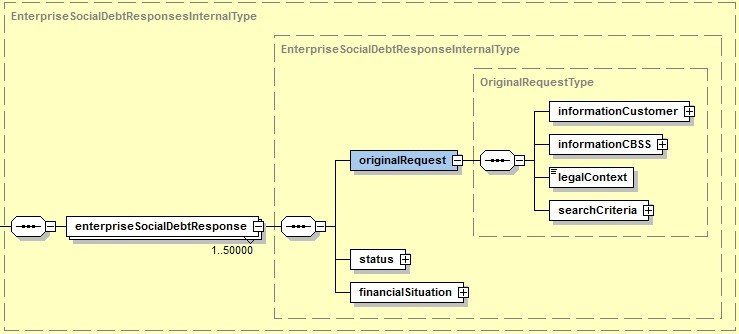 EnterpriseSocialDebtResponsesInternalType
EnterpriseSocialDebtResponseInternalType
OriginalRequestType
informationCustomer
informationCBSS
originalRequest
legalContext
searchCriteria
enterpriseSocialDebtResponse
1..50000
status
financialSituation